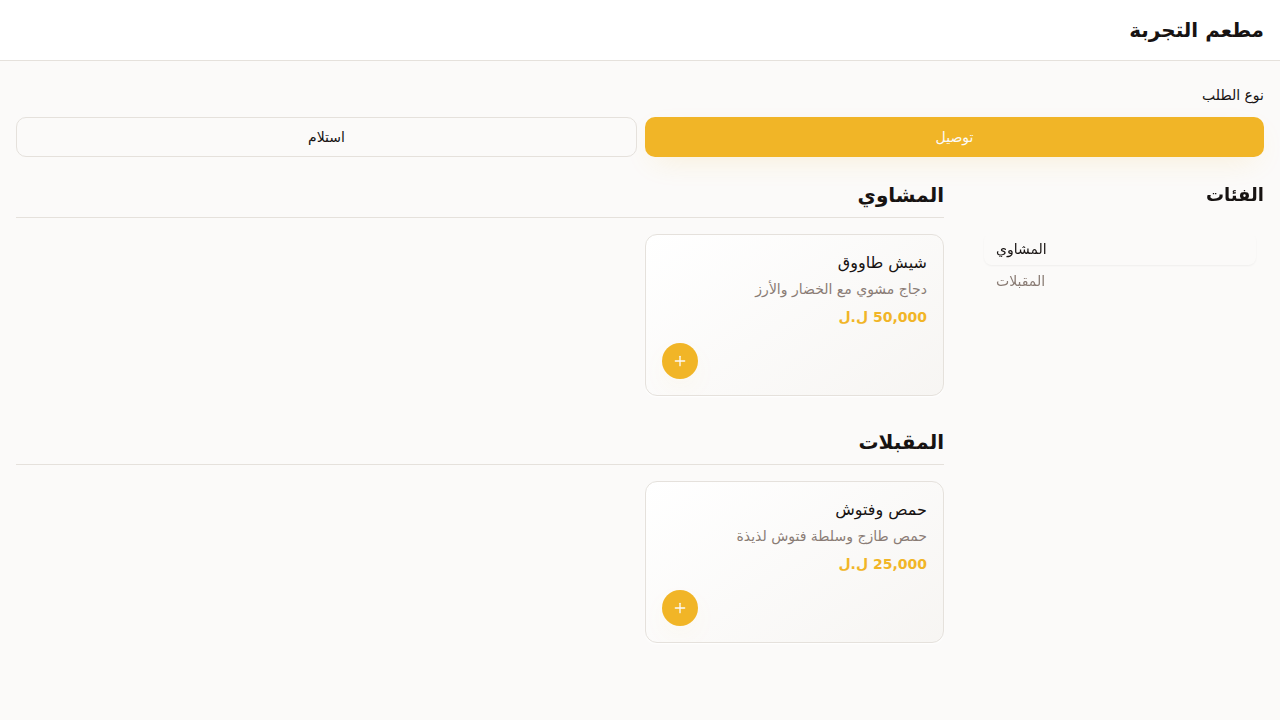 مطعم التجربة
نوع الطلب
توصيل
استلام
الفئات
المشاوي
المقبلات
المشاوي
شيش طاووق
دجاج مشوي مع الخضار والأرز
50,000 ل.ل
+
المقبلات
حمص وفتوش
حمص طازج وسلطة فتوش لذيذة
25,000 ل.ل
+